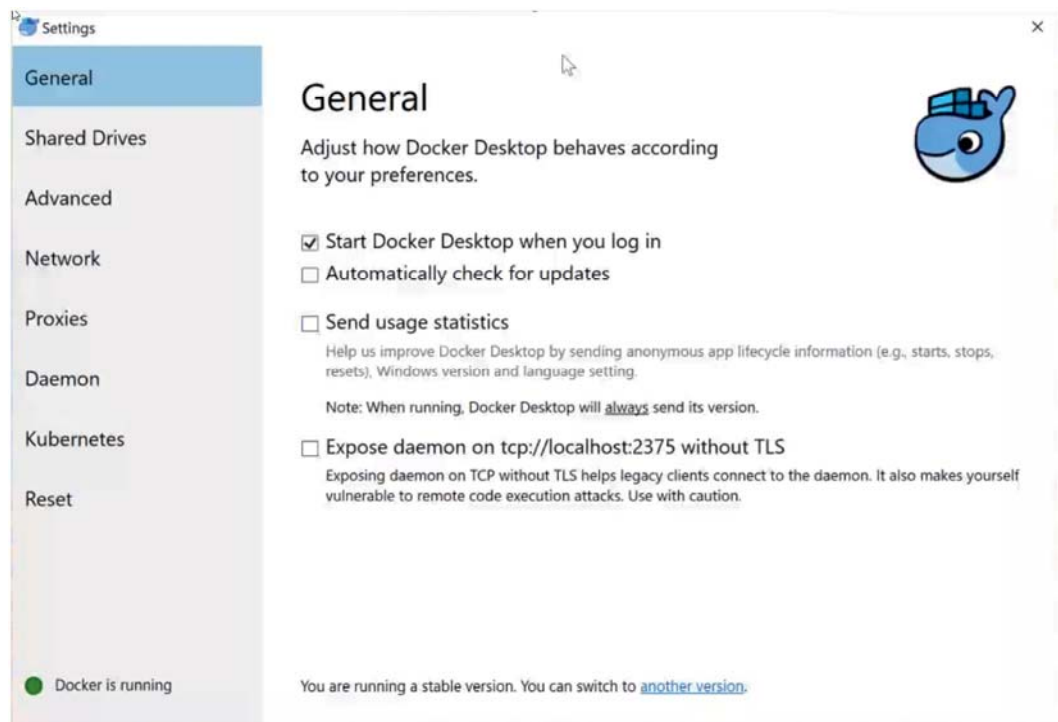 Settings
General
Shared Drives
Advanced
Network
Proxies
Daemon
Kubernetes
Reset
Docker is running
General
Adjust how Docker Desktop behaves according
to your preferences.
Start Docker Desktop when you log in
Automatically check for updates
Send usage statistics
Help us improve Docker Desktop by sending anonymous app lifecycle information (e.g., starts, stops,
resets), Windows version and language setting.
Note: When running, Docker Desktop will always send its version.
Expose daemon on tcp://localhost:2375 without TLS
Exposing daemon on TCP without TLS helps legacy clients connect to the daemon. It also makes yourself
vulnerable to remote code execution attacks. Use with caution.
You are running a stable version. You can switch to another version.